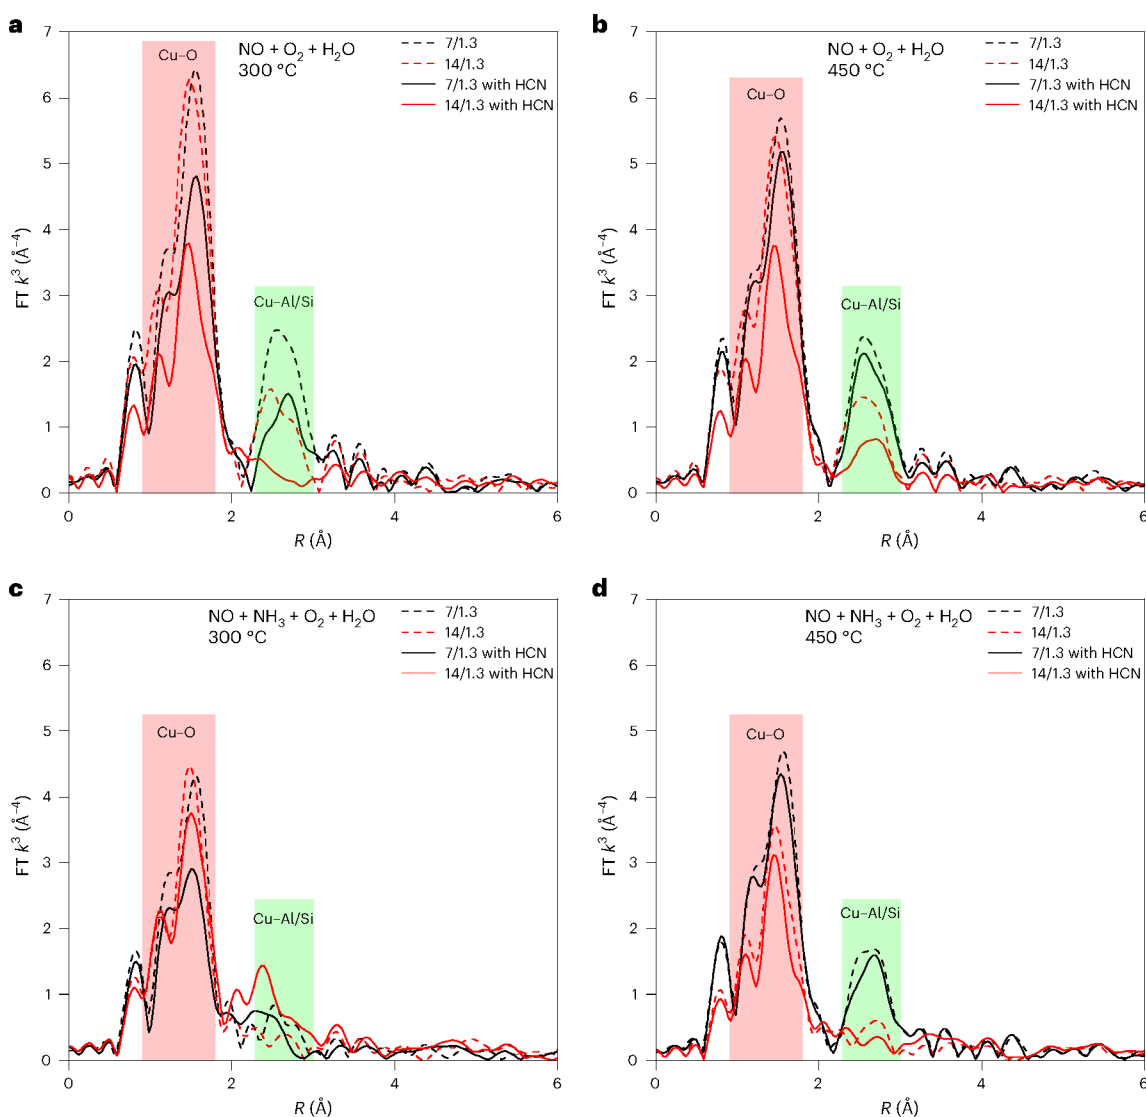 a
NO + O₂ + H₂O
300 °C
7/1.3
14/1.3
7/1.3 with HCN
14/1.3 with HCN
Cu–O
Cu–Al/Si
FT k³ (Å⁻⁴)
7
6
5
4
3
2
1
0
0 2 4 6
R (Å)
b
NO + O₂ + H₂O
450 °C
7/1.3
14/1.3
7/1.3 with HCN
14/1.3 with HCN
Cu–O
Cu–Al/Si
FT k³ (Å⁻⁴)
7
6
5
4
3
2
1
0
0 2 4 6
R (Å)
c
NO + NH₃ + O₂ + H₂O
300 °C
7/1.3
14/1.3
7/1.3 with HCN
14/1.3 with HCN
Cu–O
Cu–Al/Si
FT k³ (Å⁻⁴)
7
6
5
4
3
2
1
0
0 2 4 6
R (Å)
d
NO + NH₃ + O₂ + H₂O
450 °C
7/1.3
14/1.3
7/1.3 with HCN
14/1.3 with HCN
Cu–O
Cu–Al/Si
FT k³ (Å⁻⁴)
7
6
5
4
3
2
1
0
0 2 4 6
R (Å)